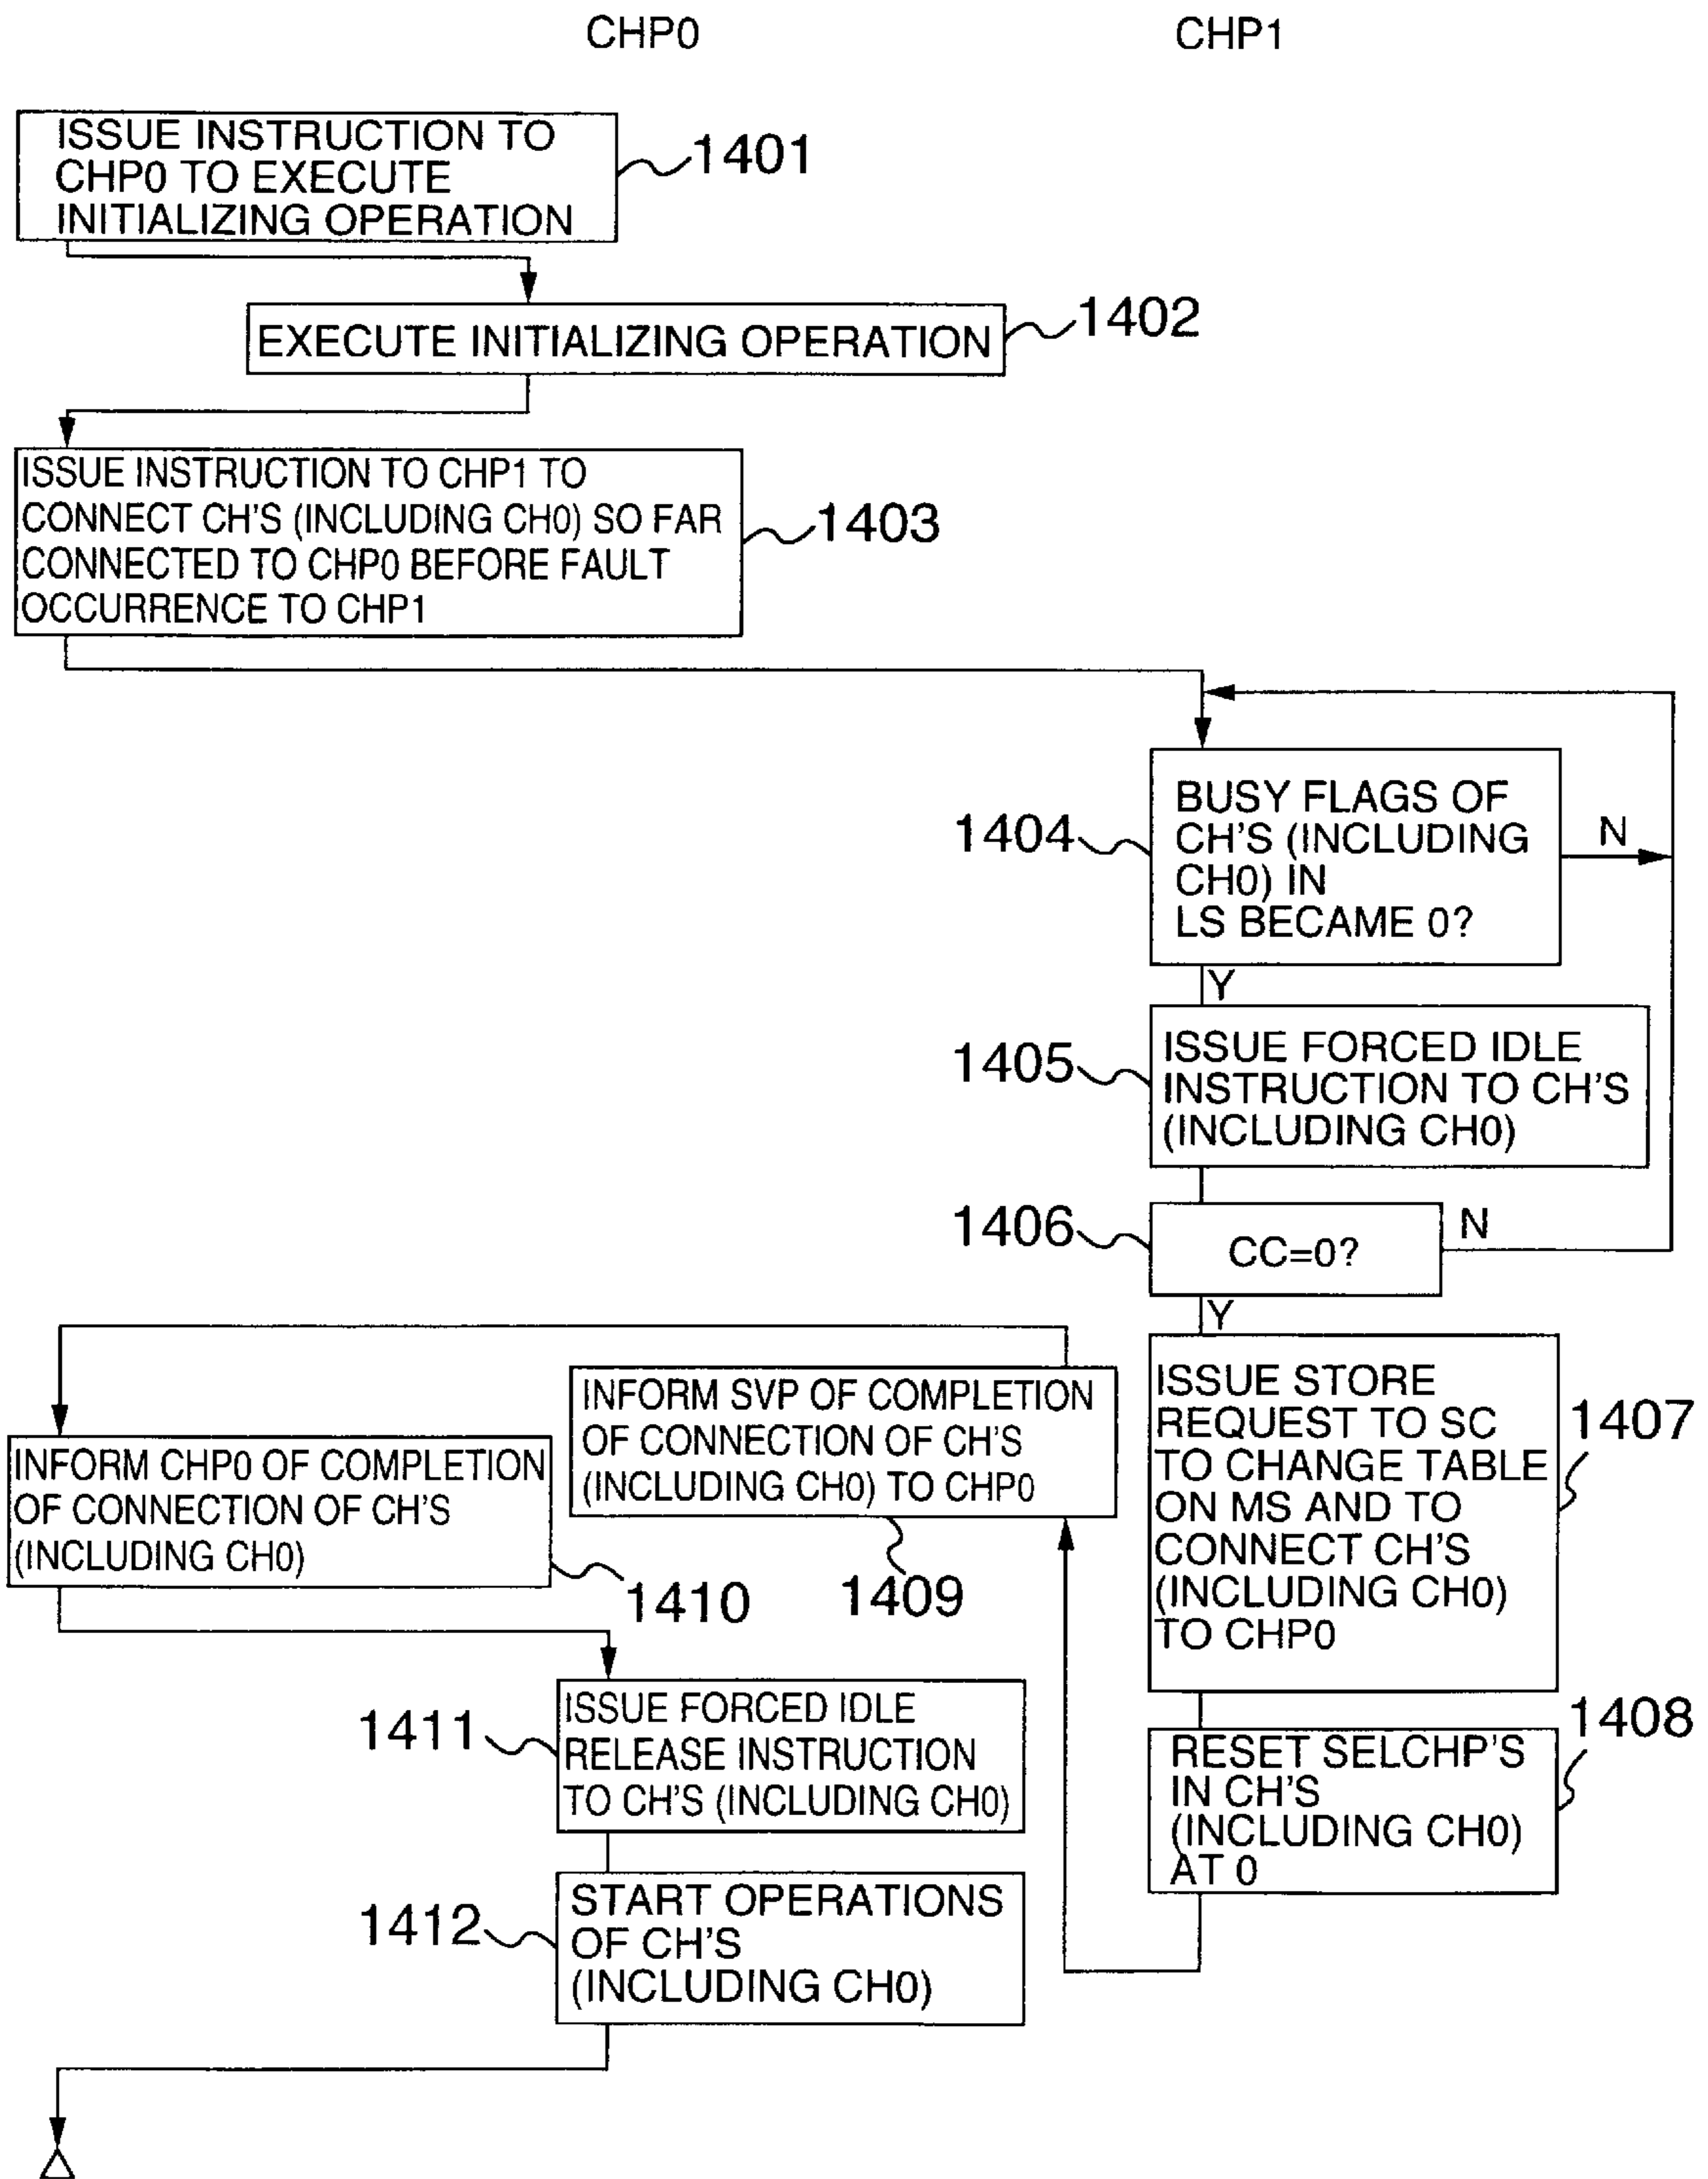 CHP0
CHP1
ISSUE INSTRUCTION TO
CHP0 TO EXECUTE
INITIALIZING OPERATION
1401
EXECUTE INITIALIZING OPERATION
1402
ISSUE INSTRUCTION TO CHP1 TO
CONNECT CH'S (INCLUDING CH0) SO FAR
CONNECTED TO CHP0 BEFORE FAULT
OCCURRENCE TO CHP1
1403
1404
BUSY FLAGS OF
CH'S (INCLUDING
CH0) IN
LS BECAME 0?
N
Y
1405
ISSUE FORCED IDLE
INSTRUCTION TO CH'S
(INCLUDING CH0)
1406
CC=0?
N
Y
ISSUE STORE
REQUEST TO SC
TO CHANGE TABLE
ON MS AND TO
CONNECT CH'S
(INCLUDING CH0)
TO CHP0
1407
RESET SELCHP'S
IN CH'S
(INCLUDING CH0)
AT 0
1408
INFORM SVP OF COMPLETION
OF CONNECTION OF CH'S
(INCLUDING CH0) TO CHP0
1409
INFORM CHP0 OF COMPLETION
OF CONNECTION OF CH'S
(INCLUDING CH0)
1410
1411
ISSUE FORCED IDLE
RELEASE INSTRUCTION
TO CH'S (INCLUDING CH0)
1412
START OPERATIONS
OF CH'S
(INCLUDING CH0)